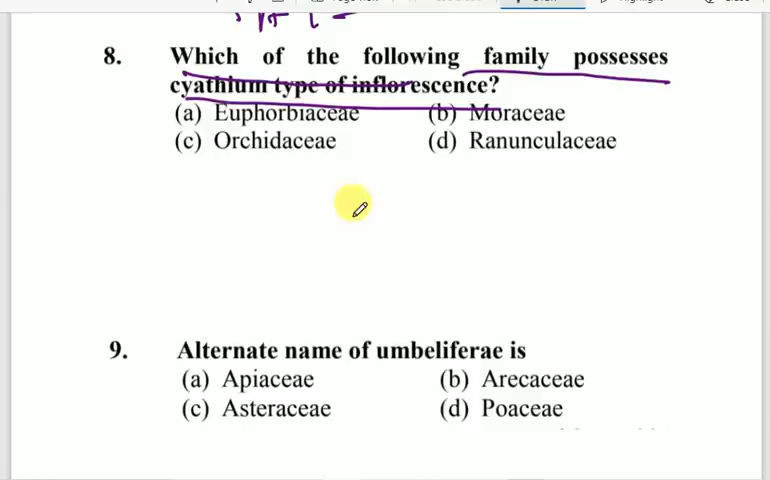 8. Which of the following family possesses
cyathium type of inflorescence?
(a) Euphorbiaceae (b) Moraceae
(c) Orchidaceae (d) Ranunculaceae
9. Alternate name of umbeliferae is
(a) Apiaceae (b) Arecaceae
(c) Asteraceae (d) Poaceae